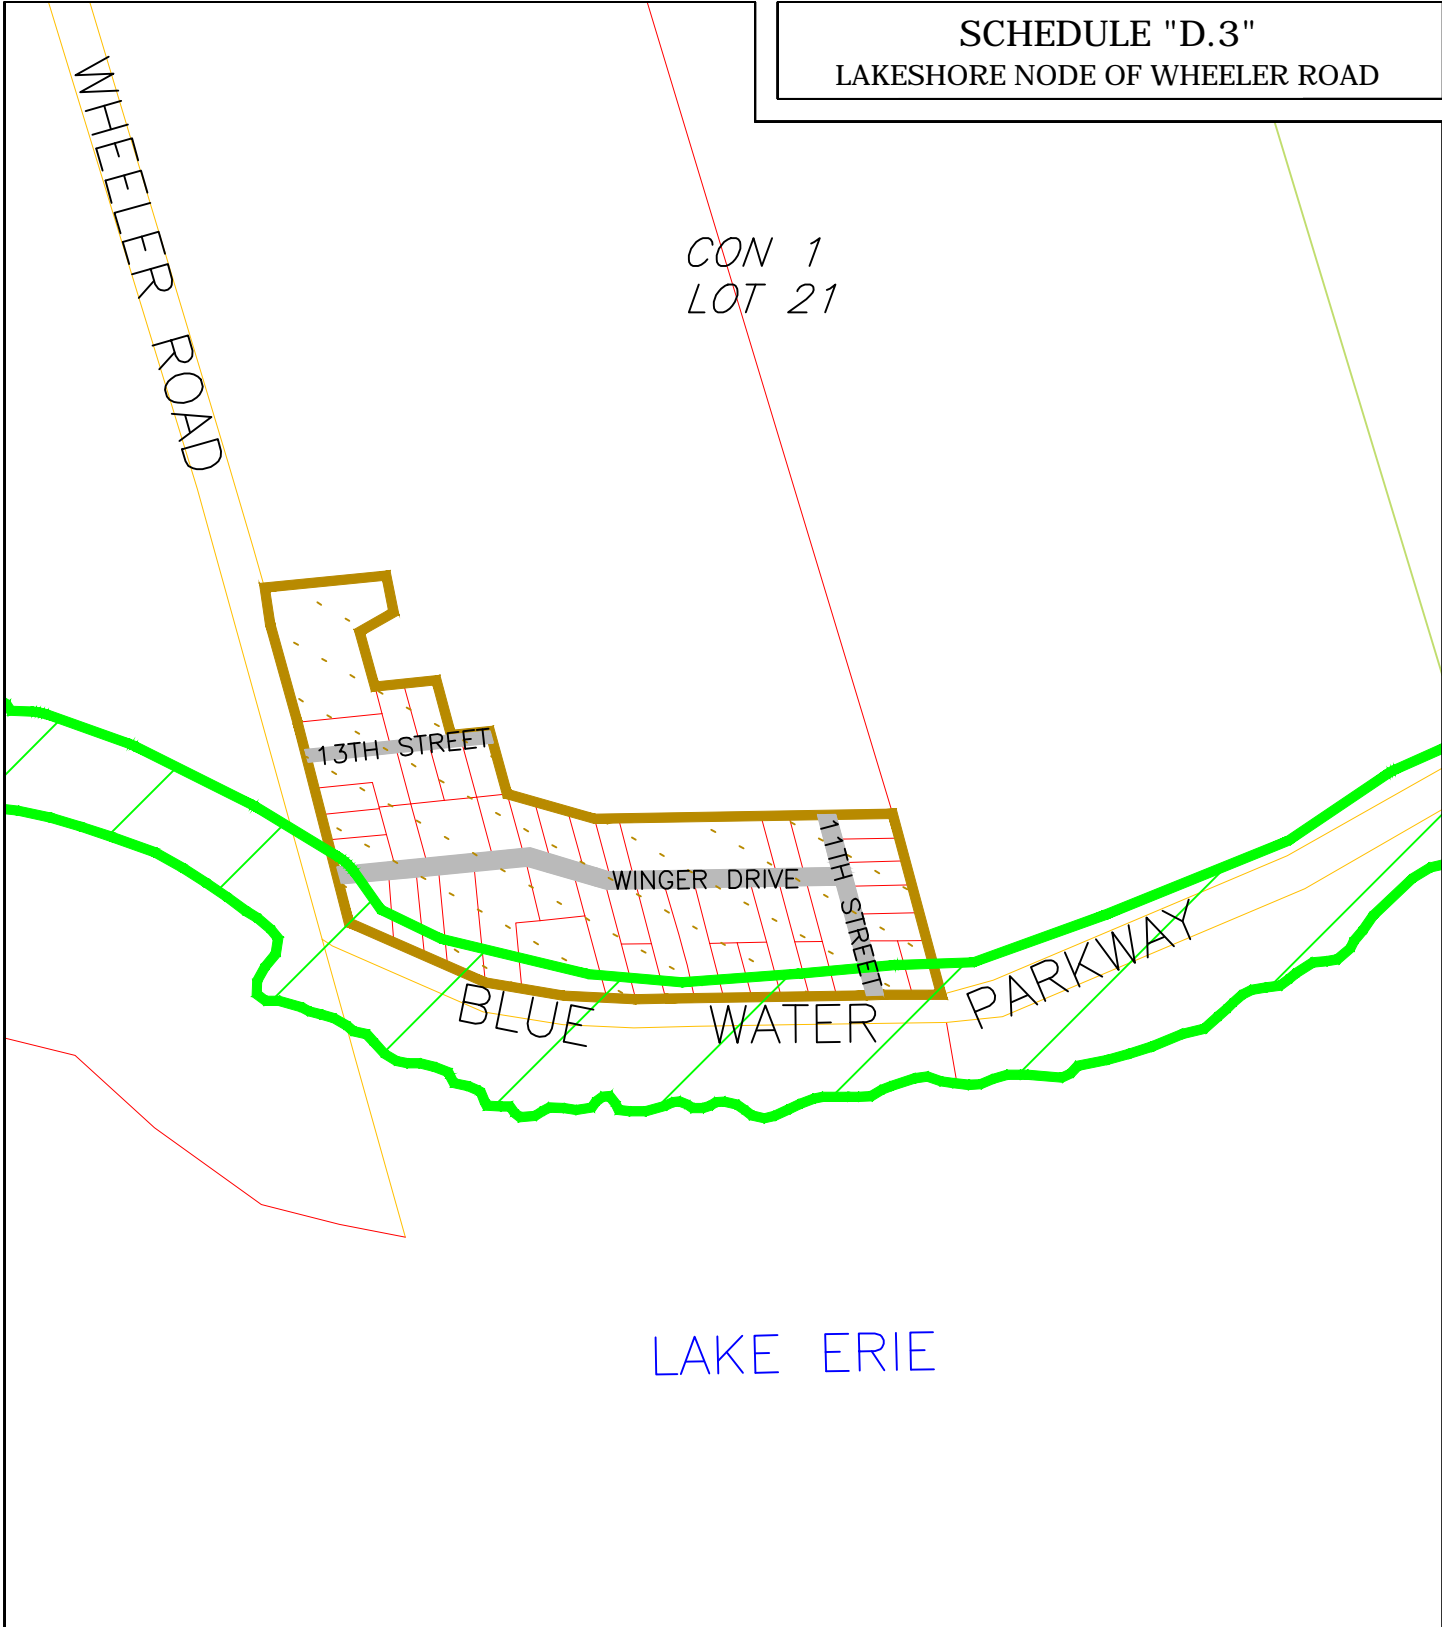 SCHEDULE "D.3"
LAKESHORE NODE OF WHEELER ROAD
WHEELER ROAD
CON 1
LOT 21
13TH STREET
WINGER DRIVE
11TH STREET
BLUE WATER PARKWAY
LAKE ERIE